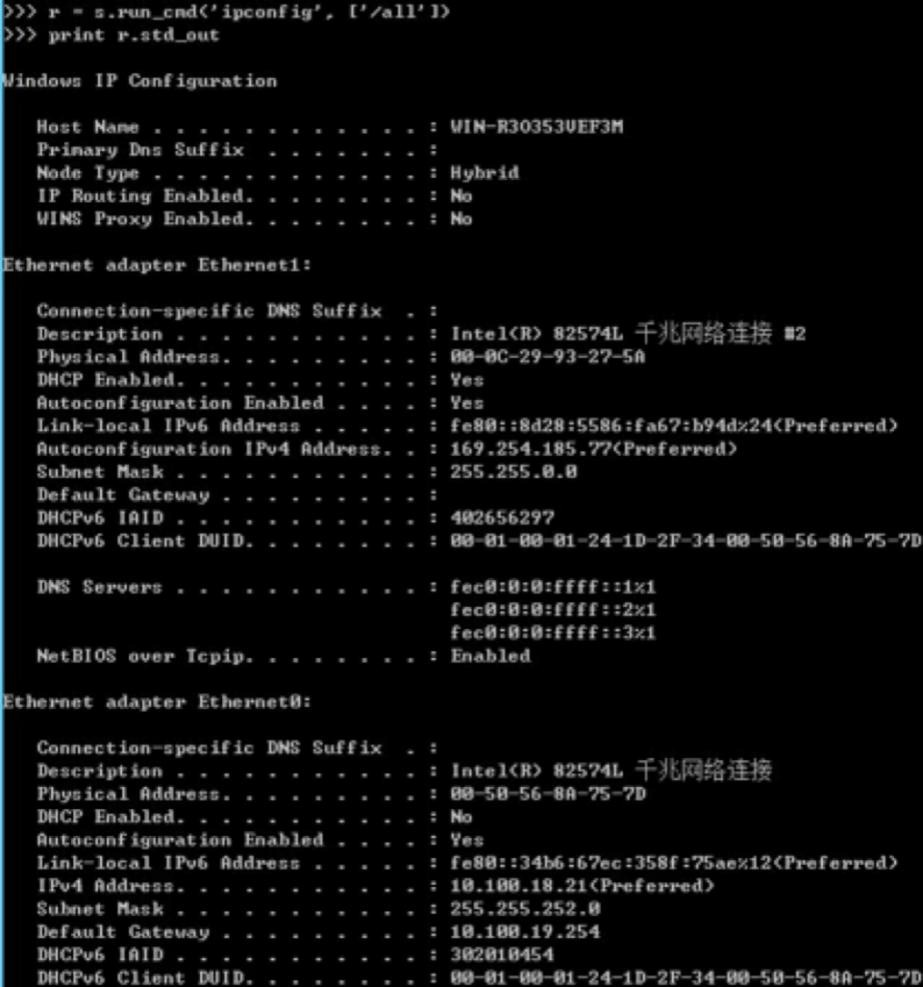 >>> r = s.run_cmd('ipconfig', ['/all'])
>>> print r.std_out
Windows IP Configuration
Host Name . . . . . . . . . . . . : WIN-R3O353VEF3M
Primary Dns Suffix  . . . . . . . :
Node Type . . . . . . . . . . . . : Hybrid
IP Routing Enabled. . . . . . . . : No
WINS Proxy Enabled. . . . . . . . : No
Ethernet adapter Ethernet1:
Connection-specific DNS Suffix  . :
Description . . . . . . . . . . . : Intel(R) 82574L 千兆网络连接 #2
Physical Address. . . . . . . . . : 00-0C-29-93-27-5A
DHCP Enabled. . . . . . . . . . . : Yes
Autoconfiguration Enabled . . . . : Yes
Link-local IPv6 Address . . . . . : fe80::8d28:5586:fa67:b94d%24(Preferred)
Autoconfiguration IPv4 Address. . : 169.254.185.77(Preferred)
Subnet Mask . . . . . . . . . . . : 255.255.0.0
Default Gateway . . . . . . . . . :
DHCPv6 IAID . . . . . . . . . . . : 402656297
DHCPv6 Client DUID. . . . . . . . : 00-01-00-01-24-1D-2F-34-00-50-56-8A-75-7D
DNS Servers . . . . . . . . . . . : fec0:0:0:ffff::1%1
fec0:0:0:ffff::2%1
fec0:0:0:ffff::3%1
NetBIOS over Tcpip. . . . . . . . : Enabled
Ethernet adapter Ethernet0:
Connection-specific DNS Suffix  . :
Description . . . . . . . . . . . : Intel(R) 82574L 千兆网络连接
Physical Address. . . . . . . . . : 00-50-56-8A-75-7D
DHCP Enabled. . . . . . . . . . . : No
Autoconfiguration Enabled . . . . : Yes
Link-local IPv6 Address . . . . . : fe80::34b6:67ec:358f:75ae%12(Preferred)
IPv4 Address. . . . . . . . . . . : 10.100.18.21(Preferred)
Subnet Mask . . . . . . . . . . . : 255.255.252.0
Default Gateway . . . . . . . . . : 10.100.19.254
DHCPv6 IAID . . . . . . . . . . . : 302010454
DHCPv6 Client DUID. . . . . . . . : 00-01-00-01-24-1D-2F-34-00-50-56-8A-75-7D